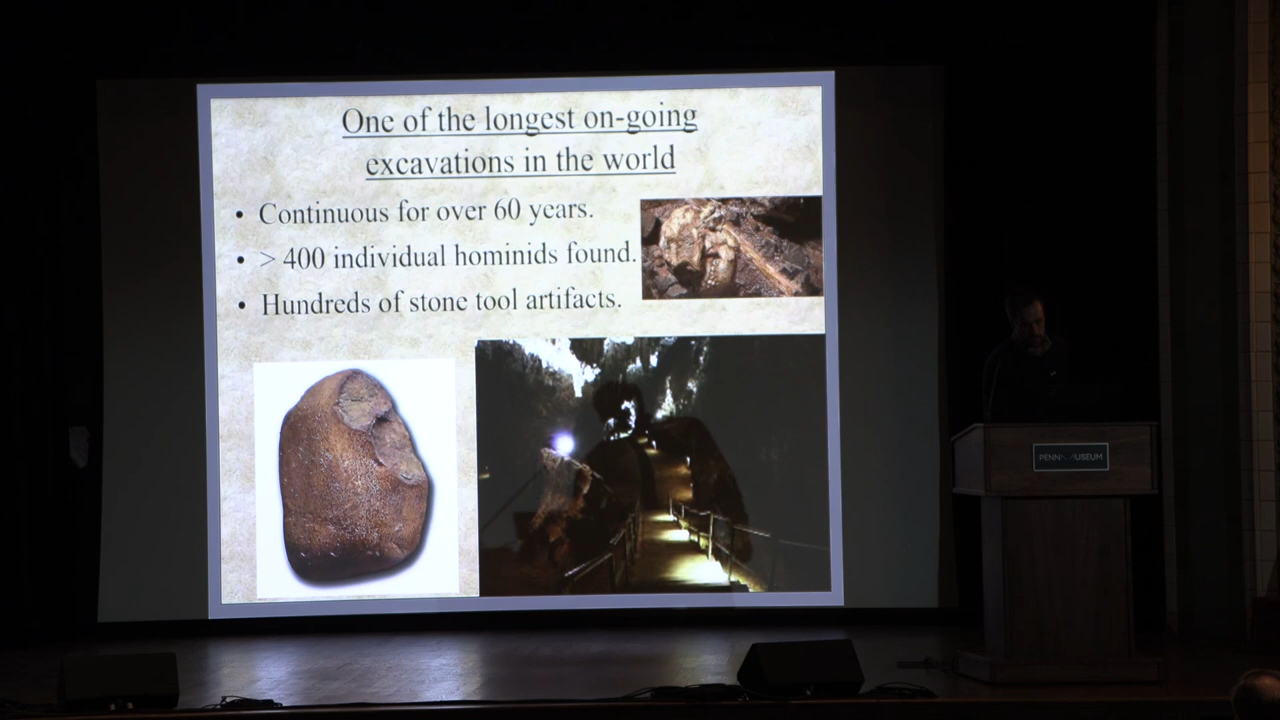 One of the longest on-going
excavations in the world
• Continuous for over 60 years.
• > 400 individual hominids found.
• Hundreds of stone tool artifacts.
PENN MUSEUM